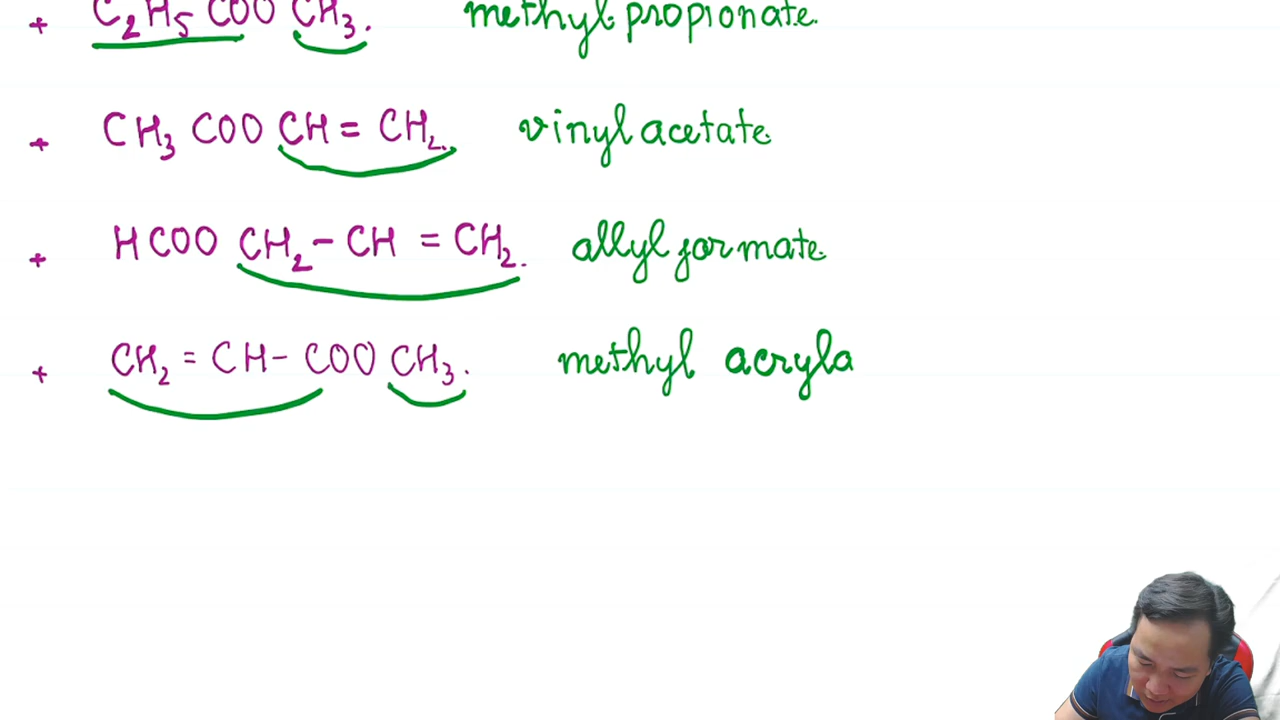 + C₂H₅COOCH₃. methyl propionate.
+ CH₃COOCH=CH₂. vinyl acetate.
+ HCOOCH₂-CH=CH₂. allyl formate.
+ CH₂=CH-COOCH₃. methyl acryla